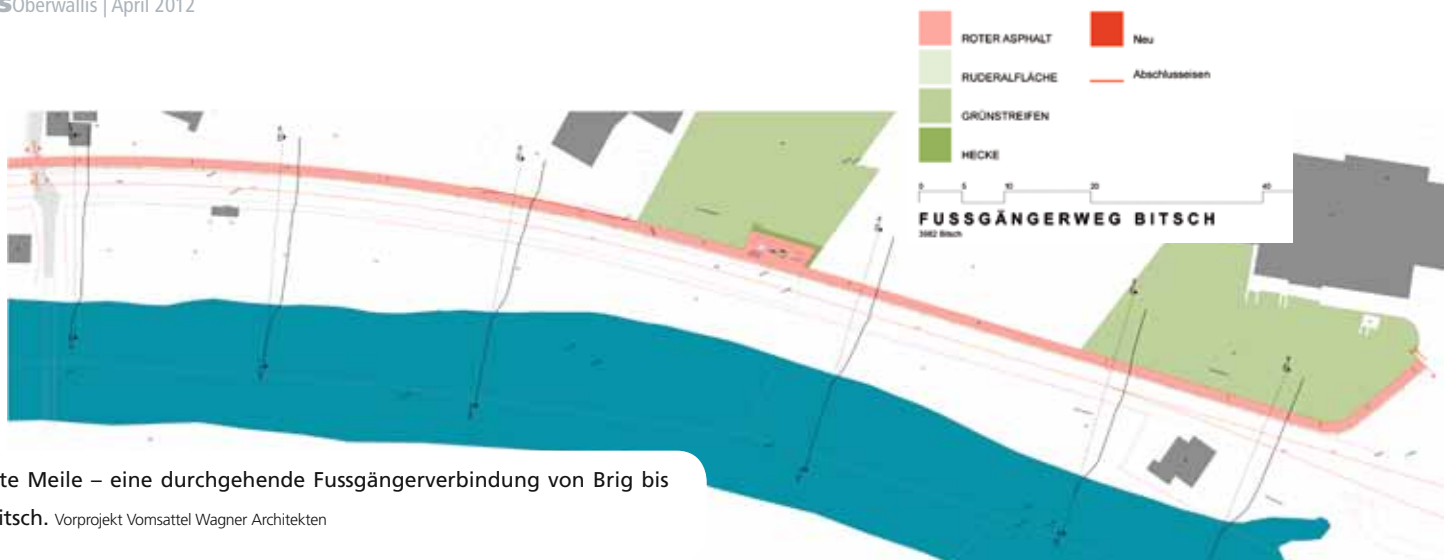 sOberwallis | April 2012
ROTER ASPHALT
RUDERALFLÄCHE
GRÜNSTREIFEN
HECKE
Neu
Abschlusseisen
0 5 10 20 40
FUSSGÄNGERWEG BITSCH
3982 Bitsch
te Meile – eine durchgehende Fussgängerverbindung von Brig bis
itsch. Vorprojekt Vomsattel Wagner Architekten